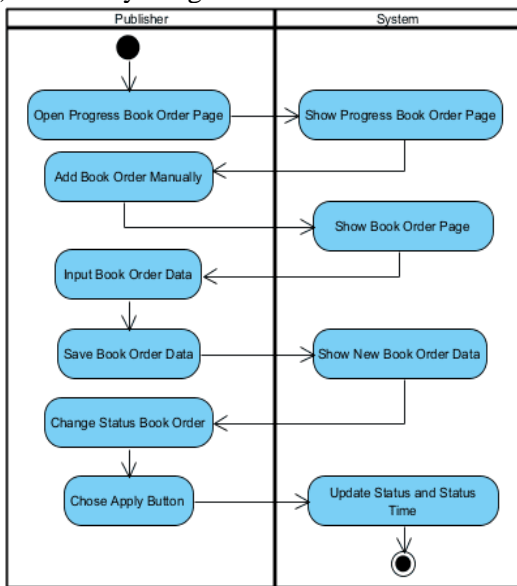 Publisher
System
Open Progress Book Order Page
Show Progress Book Order Page
Add Book Order Manually
Show Book Order Page
Input Book Order Data
Save Book Order Data
Show New Book Order Data
Change Status Book Order
Chose Apply Button
Update Status and Status
Time